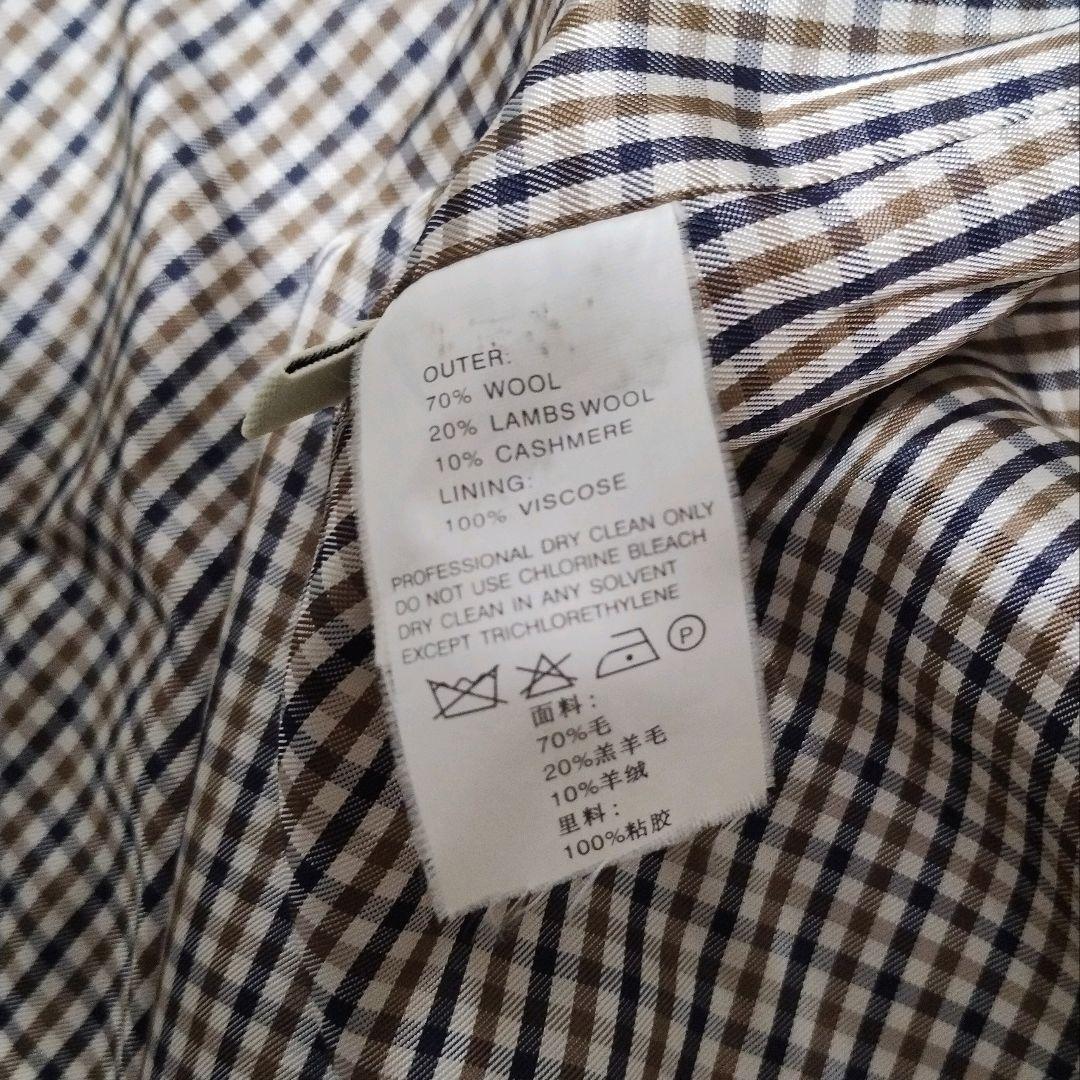 OUTER:
70% WOOL
20% LAMBS WOOL
10% CASHMERE
LINING:
100% VISCOSE
PROFESSIONAL DRY CLEAN ONLY
DO NOT USE CHLORINE BLEACH
DRY CLEAN IN ANY SOLVENT
EXCEPT TRICHLORETHYLENE
P
面料:
70%毛
20%羔羊毛
10%羊绒
里料:
100%粘胶